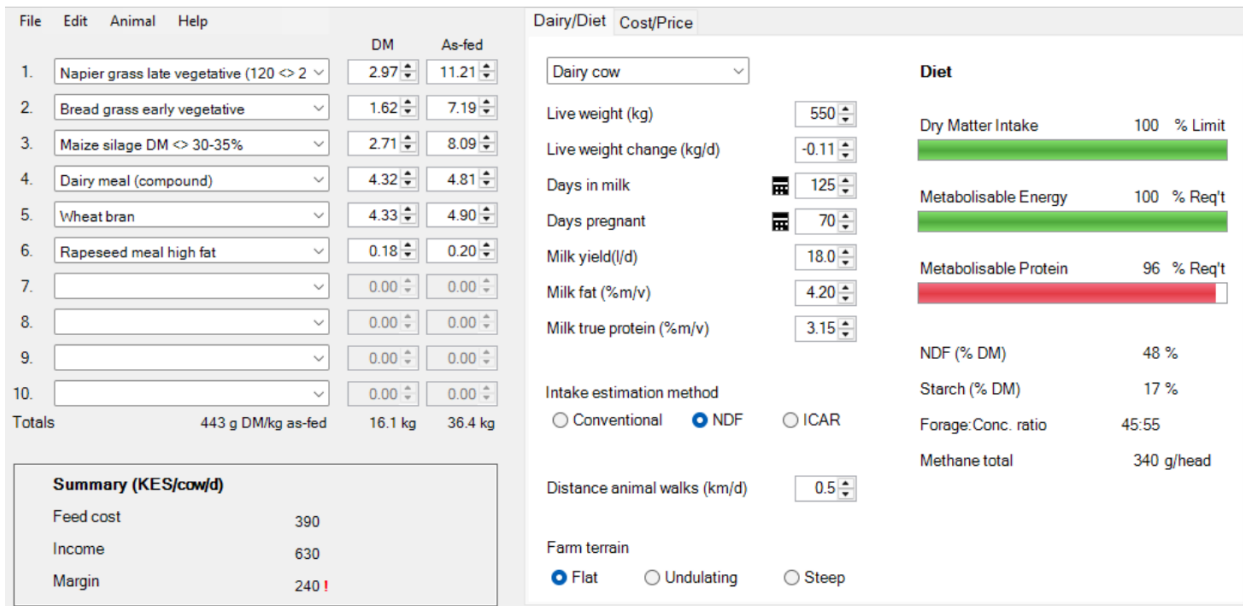 File Edit Animal Help
DM As-fed
1. Napier grass late vegetative (120 <> 2 2.97 11.21
2. Bread grass early vegetative 1.62 7.19
3. Maize silage DM <> 30-35% 2.71 8.09
4. Dairy meal (compound) 4.32 4.81
5. Wheat bran 4.33 4.90
6. Rapeseed meal high fat 0.18 0.20
7. 0.00 0.00
8. 0.00 0.00
9. 0.00 0.00
10. 0.00 0.00
Totals 443 g DM/kg as-fed 16.1 kg 36.4 kg
Summary (KES/cow/d)
Feed cost 390
Income 630
Margin 240 !
Dairy/Diet Cost/Price
Dairy cow
Live weight (kg) 550
Live weight change (kg/d) -0.11
Days in milk 125
Days pregnant 70
Milk yield(l/d) 18.0
Milk fat (%m/v) 4.20
Milk true protein (%m/v) 3.15
Intake estimation method
Conventional NDF ICAR
Distance animal walks (km/d) 0.5
Farm terrain
Flat Undulating Steep
Diet
Dry Matter Intake 100 % Limit
Metabolisable Energy 100 % Req't
Metabolisable Protein 96 % Req't
NDF (% DM) 48 %
Starch (% DM) 17 %
Forage:Conc. ratio 45:55
Methane total 340 g/head